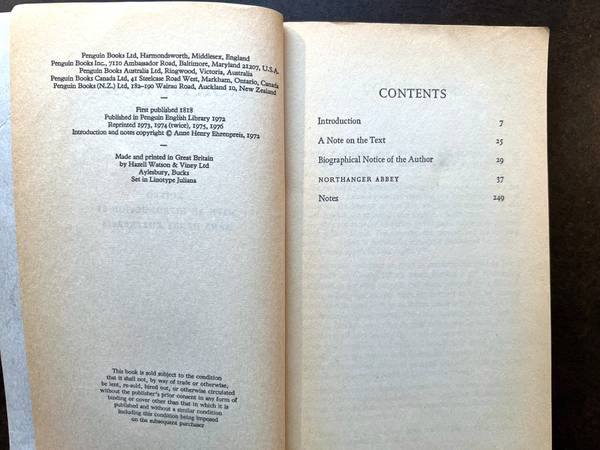 Penguin Books Ltd, Harmondsworth, Middlesex, England
Penguin Books Inc., 7110 Ambassador Road, Baltimore, Maryland 21207, U.S.A.
Penguin Books Australia Ltd, Ringwood, Victoria, Australia
Penguin Books Canada Ltd, 41 Steelcase Road West, Markham, Ontario, Canada
Penguin Books (N.Z.) Ltd, 182–190 Wairau Road, Auckland 10, New Zealand
—
First published 1818
Published in Penguin English Library 1972
Reprinted 1973, 1974 (twice), 1975, 1976
Introduction and notes copyright © Anne Henry Ehrenpreis, 1972
—
Made and printed in Great Britain
by Hazell Watson & Viney Ltd
Aylesbury, Bucks
Set in Linotype Juliana
This book is sold subject to the condition
that it shall not, by way of trade or otherwise,
be lent, re-sold, hired out, or otherwise circulated
without the publisher's prior consent in any form of
binding or cover other than that in which it is
published and without a similar condition
including this condition being imposed
on the subsequent purchaser
CONTENTS
Introduction 7
A Note on the Text 25
Biographical Notice of the Author 29
NORTHANGER ABBEY 37
Notes 249